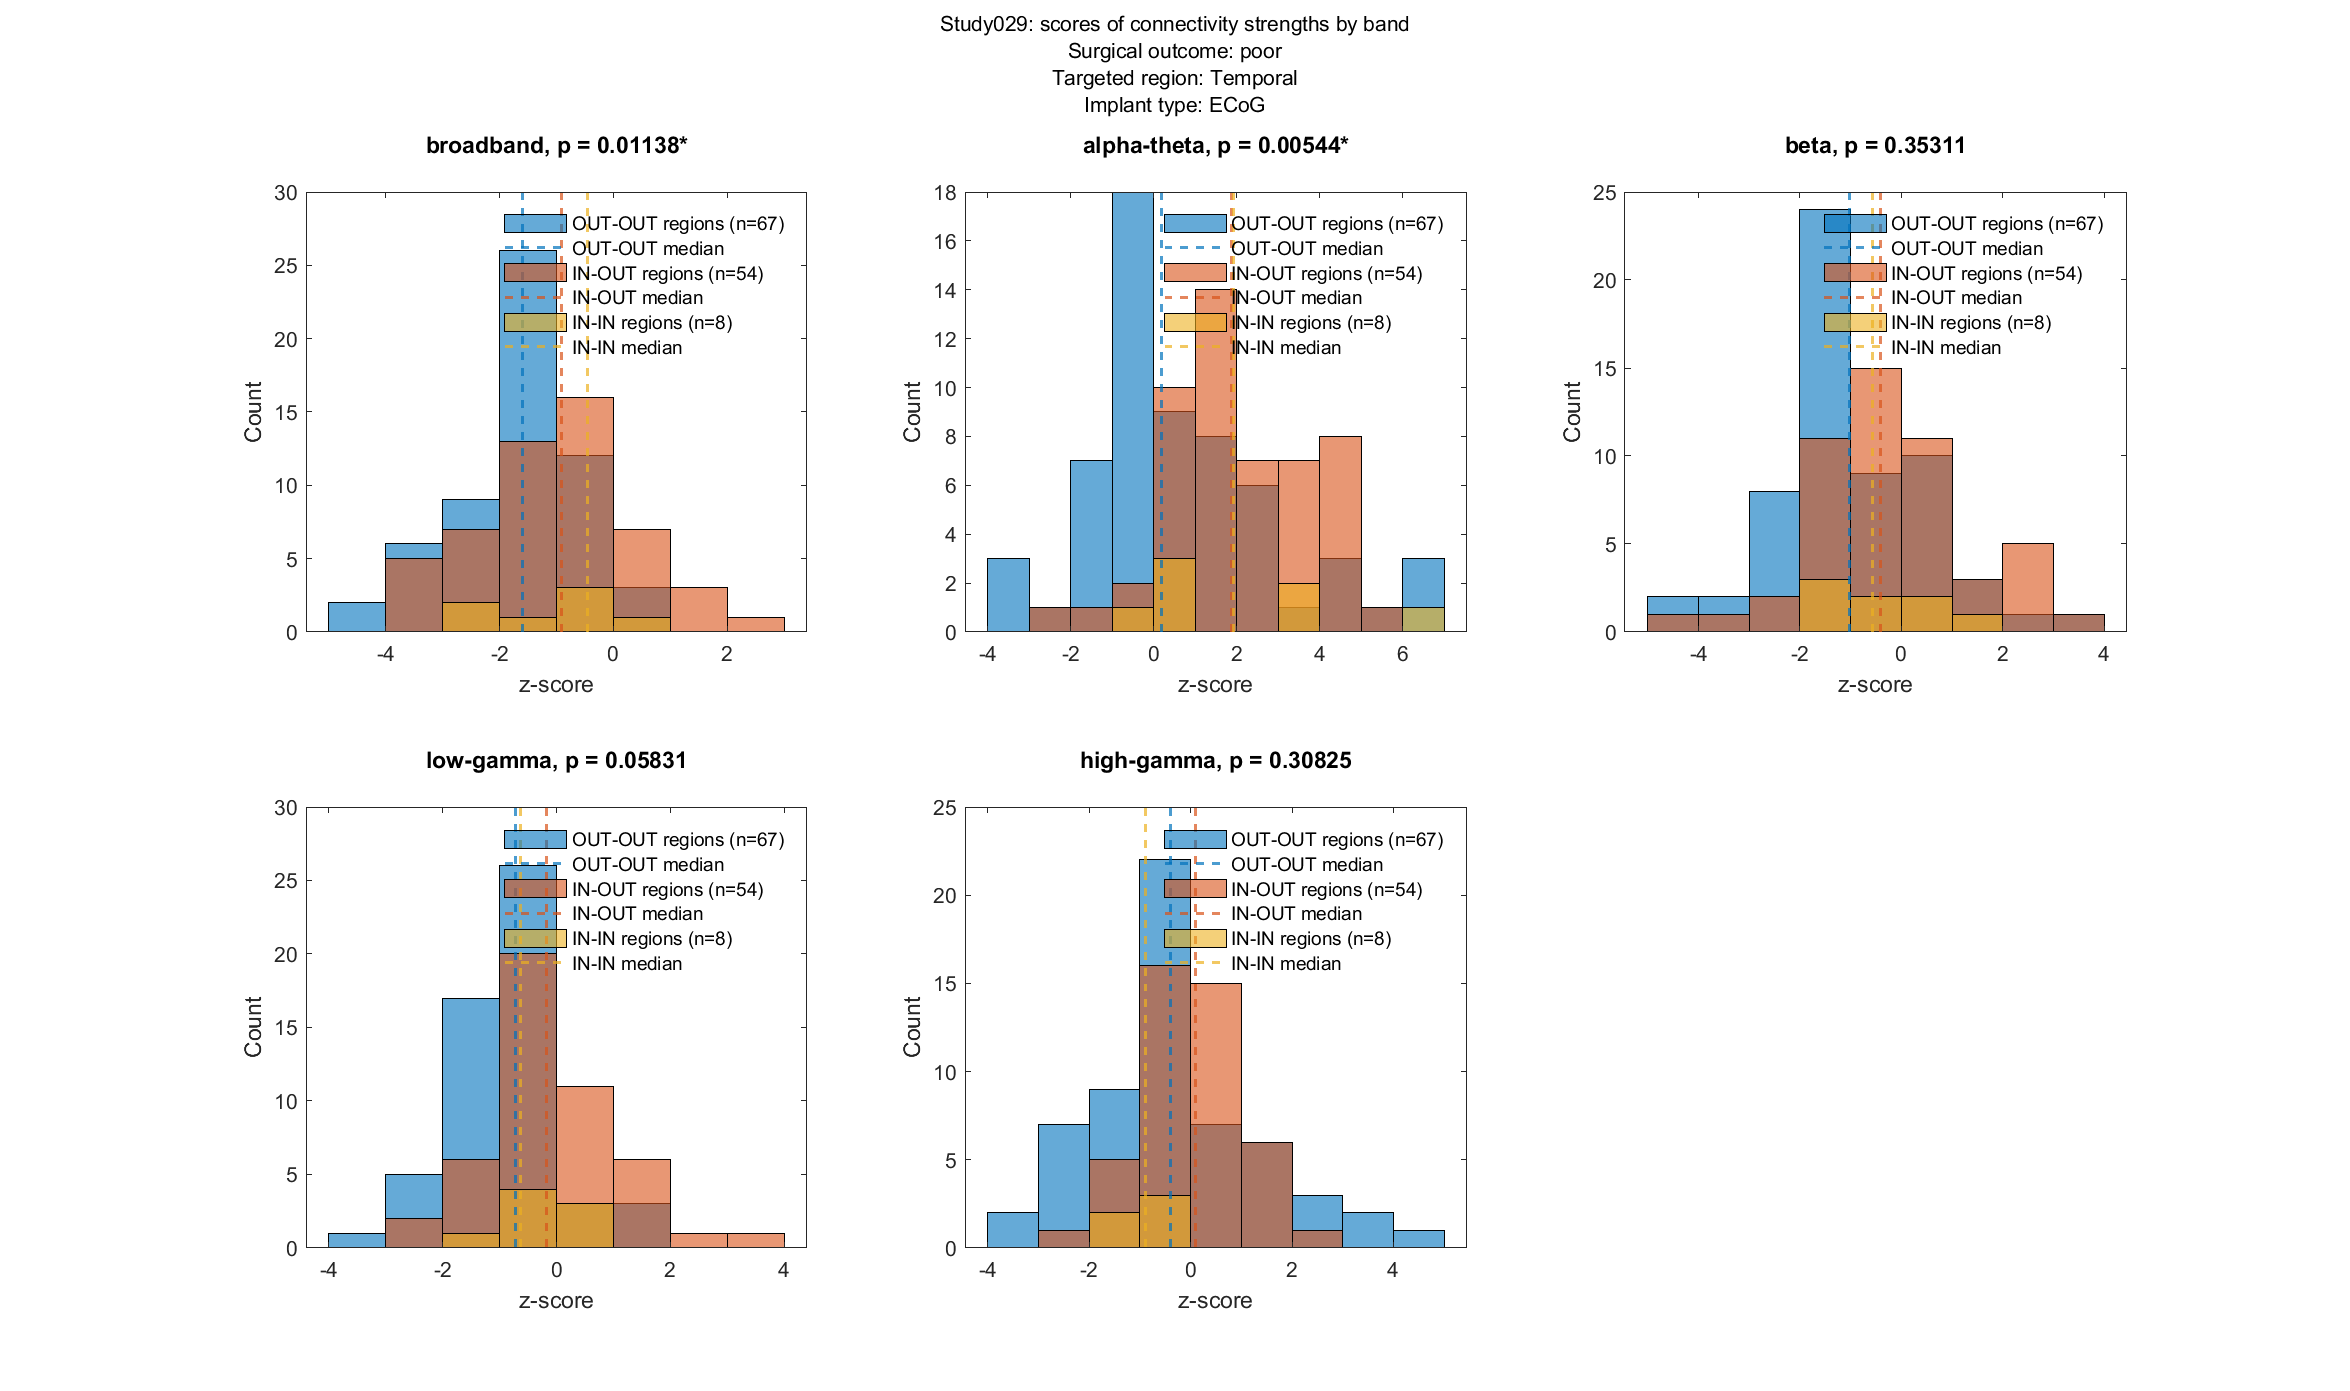 Study029: scores of connectivity strengths by band
Surgical outcome: poor
Targeted region: Temporal
Implant type: ECoG
broadband, p = 0.01138*
30
25
20
15
10
5
0
Count
-4
-2
0
2
z-score
OUT-OUT regions (n=67)
OUT-OUT median
IN-OUT regions (n=54)
IN-OUT median
IN-IN regions (n=8)
IN-IN median
alpha-theta, p = 0.00544*
18
16
14
12
10
8
6
4
2
0
Count
-4
-2
0
2
4
6
z-score
OUT-OUT regions (n=67)
OUT-OUT median
IN-OUT regions (n=54)
IN-OUT median
IN-IN regions (n=8)
IN-IN median
beta, p = 0.35311
25
20
15
10
5
0
Count
-4
-2
0
2
4
z-score
OUT-OUT regions (n=67)
OUT-OUT median
IN-OUT regions (n=54)
IN-OUT median
IN-IN regions (n=8)
IN-IN median
low-gamma, p = 0.05831
30
25
20
15
10
5
0
Count
-4
-2
0
2
4
z-score
OUT-OUT regions (n=67)
OUT-OUT median
IN-OUT regions (n=54)
IN-OUT median
IN-IN regions (n=8)
IN-IN median
high-gamma, p = 0.30825
25
20
15
10
5
0
Count
-4
-2
0
2
4
z-score
OUT-OUT regions (n=67)
OUT-OUT median
IN-OUT regions (n=54)
IN-OUT median
IN-IN regions (n=8)
IN-IN median